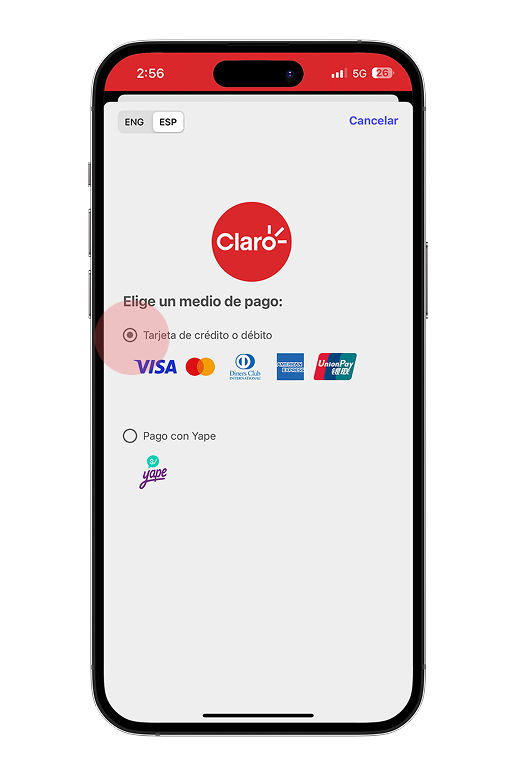 2:56
5G 26
ENG ESP
Cancelar
Claro
Elige un medio de pago:
Tarjeta de crédito o débito
VISA
Diners Club
INTERNATIONAL
AMERICAN
EXPRESS
UnionPay
银联
Pago con Yape
S/
yape